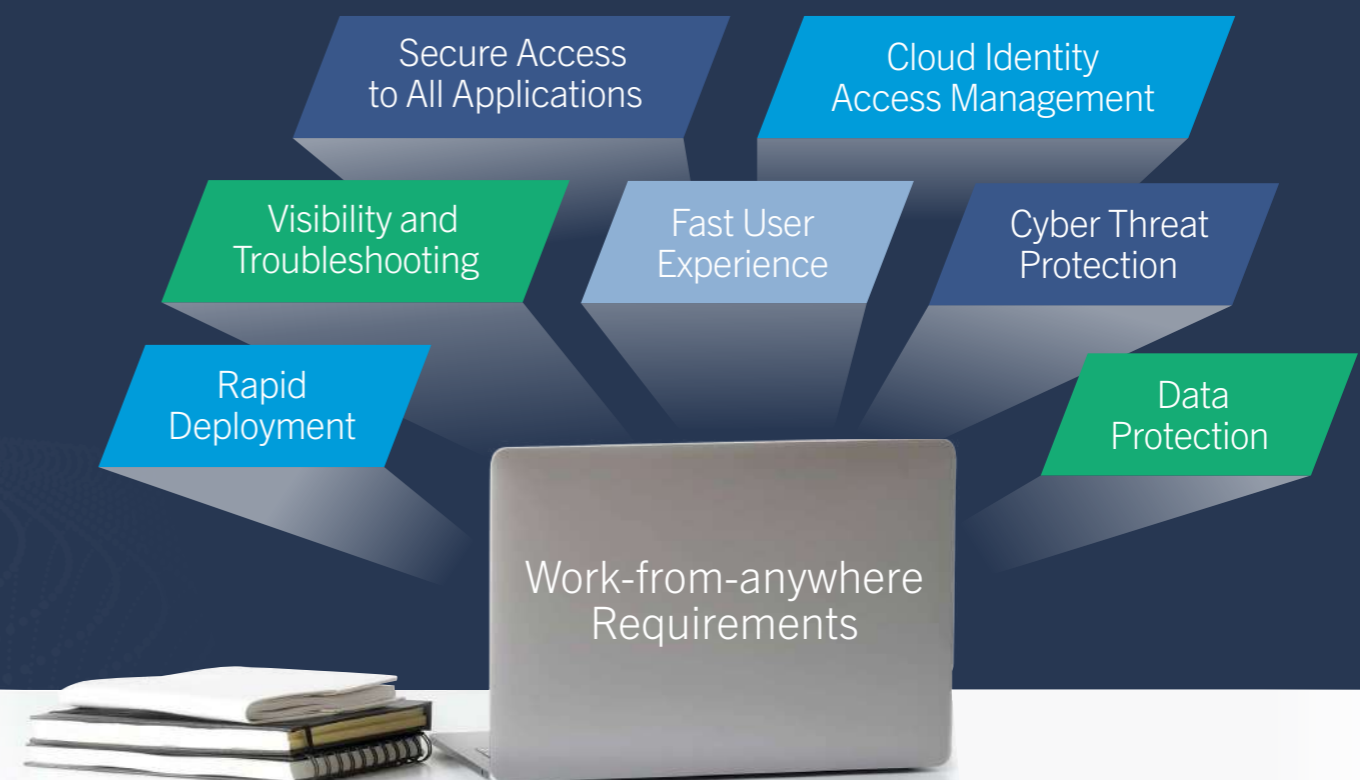 Secure Access
to All Applications
Cloud Identity
Access Management
Visibility and
Troubleshooting
Fast User
Experience
Cyber Threat
Protection
Rapid
Deployment
Data
Protection
Work-from-anywhere
Requirements